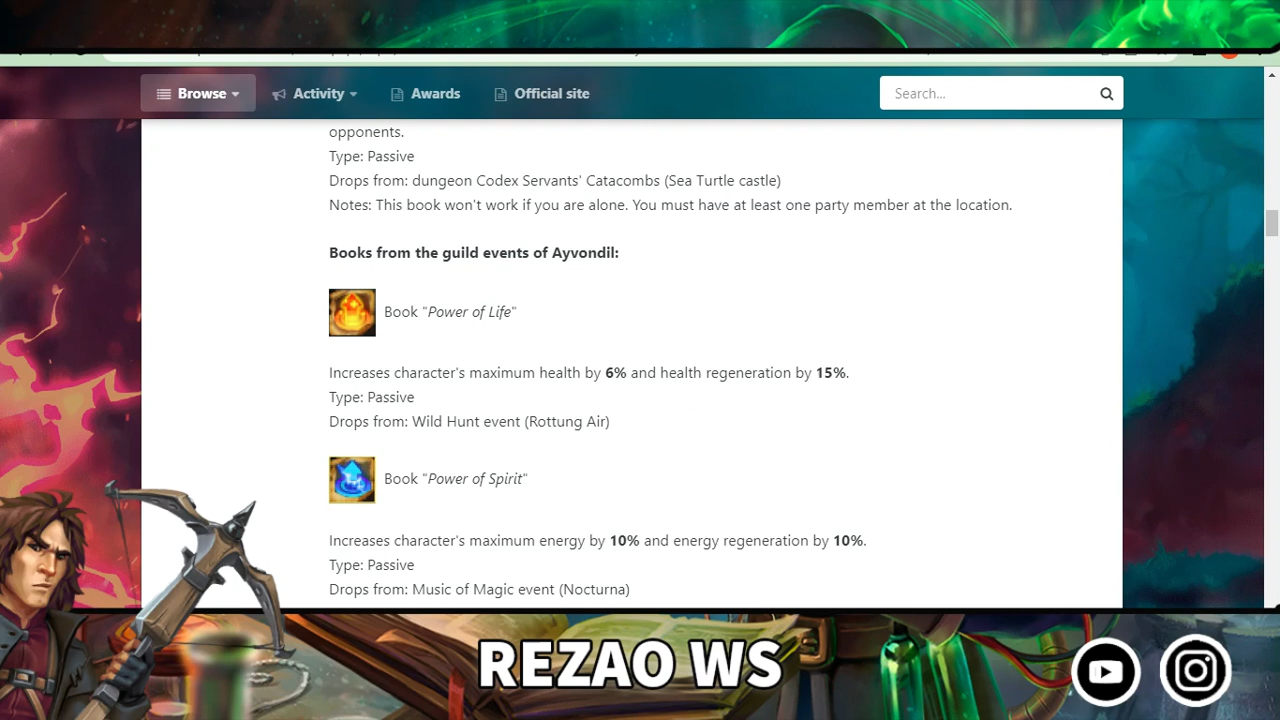 Browse
Activity
Awards
Official site
Search...
opponents.
Type: Passive
Drops from: dungeon Codex Servants' Catacombs (Sea Turtle castle)
Notes: This book won't work if you are alone. You must have at least one party member at the location.
Books from the guild events of Ayvondil:
Book "Power of Life"
Increases character's maximum health by 6% and health regeneration by 15%.
Type: Passive
Drops from: Wild Hunt event (Rottung Air)
Book "Power of Spirit"
Increases character's maximum energy by 10% and energy regeneration by 10%.
Type: Passive
Drops from: Music of Magic event (Nocturna)
REZAO WS